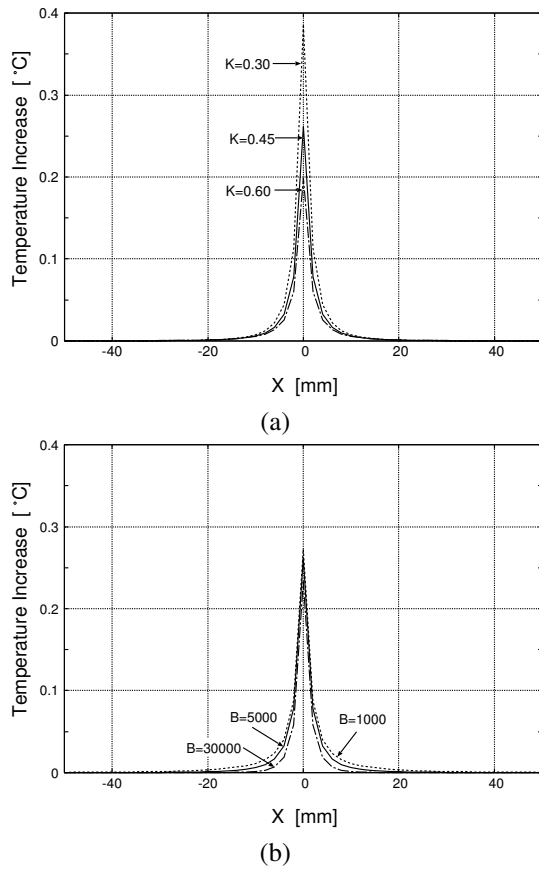 0.4
K=0.30
0.3
K=0.45
0.2
K=0.60
0.1
0
Temperature Increase [ °C]
-40 -20 0 20 40
X [mm]
(a)
0.4
0.3
0.2
0.1
B=5000 B=1000
B=30000
0
Temperature Increase [ °C]
-40 -20 0 20 40
X [mm]
(b)